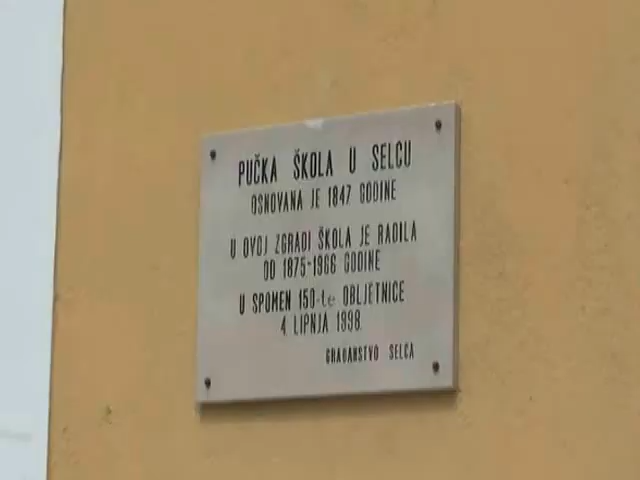 PUČKA ŠKOLA U SELCU
OSNOVANA JE 1847 GODINE
U OVOJ ZGRADI ŠKOLA JE RADILA
OD 1875-1966 GODINE
U SPOMEN 150-te OBLJETNICE
4. LIPNJA 1998.
GRAĐANSTVO SELCA